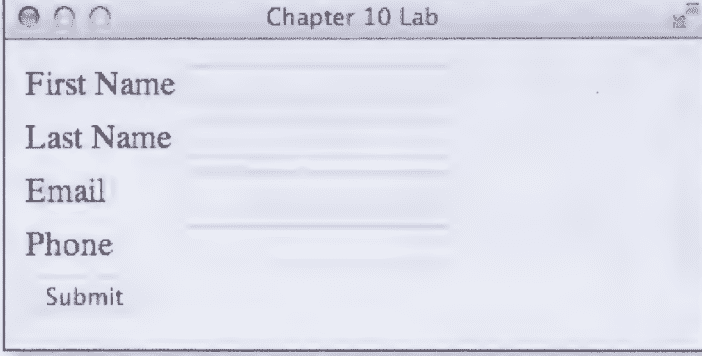 Chapter 10 Lab
First Name
Last Name
Email
Phone
Submit